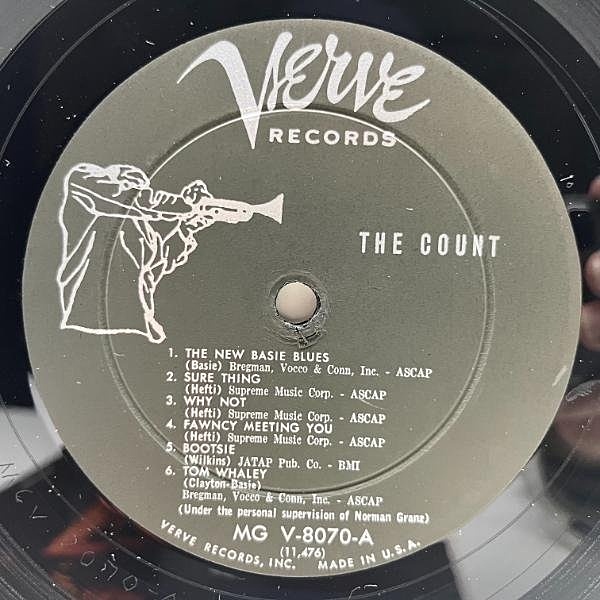 Verve
RECORDS
THE COUNT
1. THE NEW BASIE BLUES
(Basie) Bregman, Vocco & Conn, Inc. - ASCAP
2. SURE THING
(Hefti) Supreme Music Corp. - ASCAP
3. WHY NOT
(Hefti) Supreme Music Corp. - ASCAP
4. FAWNCY MEETING YOU
(Hefti) Supreme Music Corp. - ASCAP
5. BOOTSIE
(Wilkins) JATAP Pub. Co. - BMI
6. TOM WHALEY
(Clayton-Basie)
Bregman, Vocco & Conn, Inc. - ASCAP
(Under the personal supervision of Norman Granz)
MG V-8070-A
(11,476)
VERVE RECORDS, INC. MADE IN U.S.A.